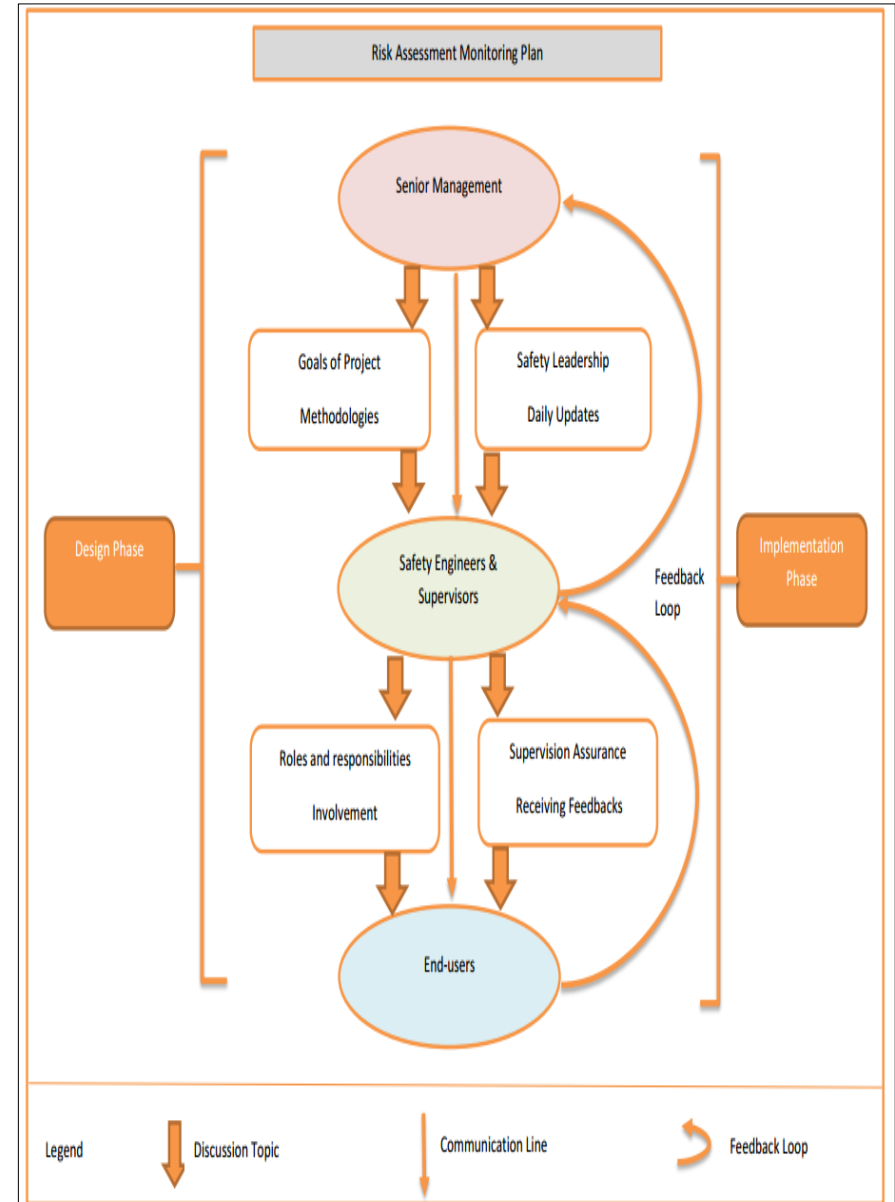 Risk Assessment Monitoring Plan
Senior Management
Goals of Project
Methodologies
Safety Leadership
Daily Updates
Design Phase
Safety Engineers &
Supervisors
Feedback
Loop
Implementation
Phase
Roles and responsibilities
Involvement
Supervision Assurance
Receiving Feedbacks
End-users
Legend
Discussion Topic
Communication Line
Feedback Loop